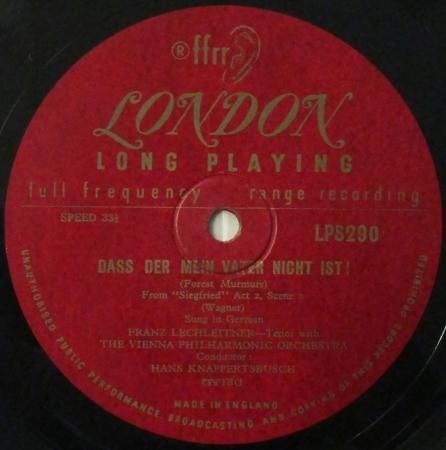 ® ffrr
LONDON
LONG PLAYING
full frequency range recording
SPEED 33⅓
LPS290
DASS DER MEIN VATER NICHT IST!
(Forest Murmurs)
From "Siegfried" Act 2, Scene 2
(Wagner)
Sung in German
FRANZ LECHLEITNER—Tenor with
THE VIENNA PHILHARMONIC ORCHESTRA
Conductor:
HANS KNAPPERTSBUSCH
MADE IN ENGLAND
UNAUTHORISED PUBLIC PERFORMANCE, BROADCASTING AND COPYING OF THIS RECORD PROHIBITED